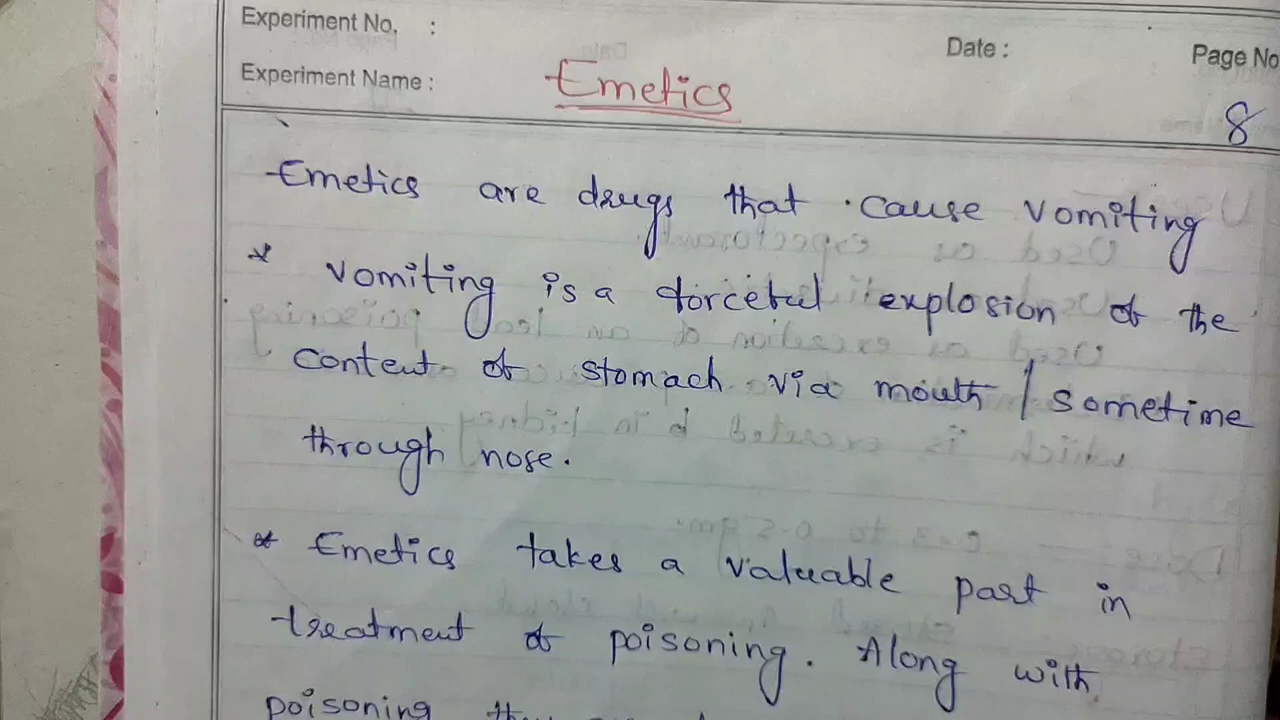 Experiment No. :
Date :
Page No
Experiment Name :
Emetics
8
Emetics are drugs that cause vomiting
* vomiting is a forceful explosion of the
content of stomach via mouth / sometime
through nose.
* Emetics takes a valuable part in
treatment of poisoning. Along with
poisoning